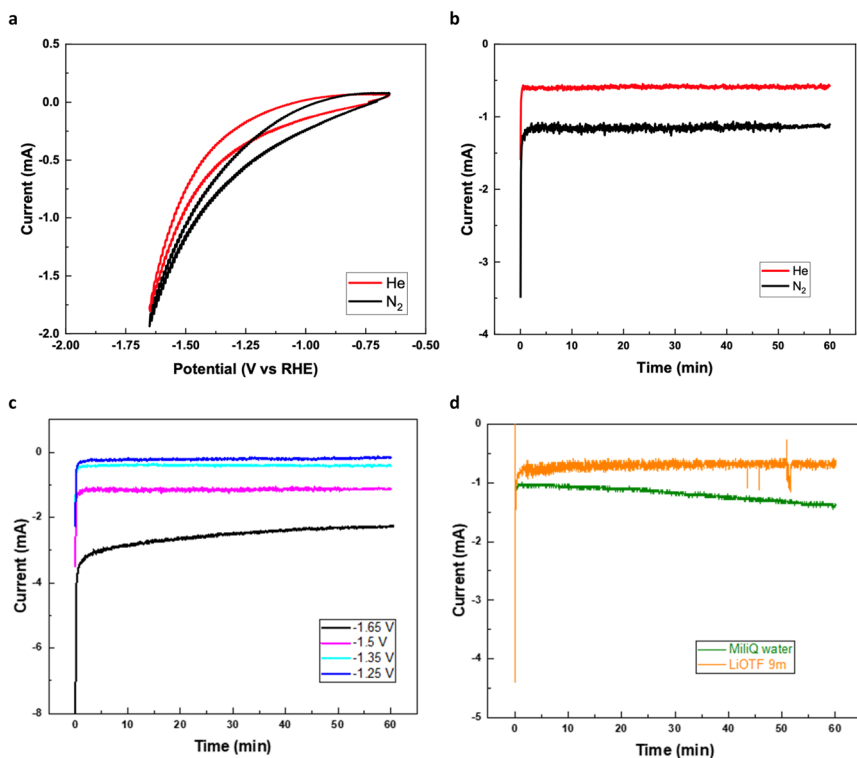 a
0.5
0.0
-0.5
-1.0
-1.5
-2.0
Current (mA)
-2.00 -1.75 -1.50 -1.25 -1.00 -0.75 -0.50
Potential (V vs RHE)
He
N₂
b
0
-1
-2
-3
-4
Current (mA)
0 10 20 30 40 50 60
Time (min)
He
N₂
c
0
-2
-4
-6
-8
Current (mA)
0 10 20 30 40 50 60
Time (min)
-1.65 V
-1.5 V
-1.35 V
-1.25 V
d
0
-1
-2
-3
-4
-5
Current (mA)
0 10 20 30 40 50 60
Time (min)
MiliQ water
LiOTF 9m